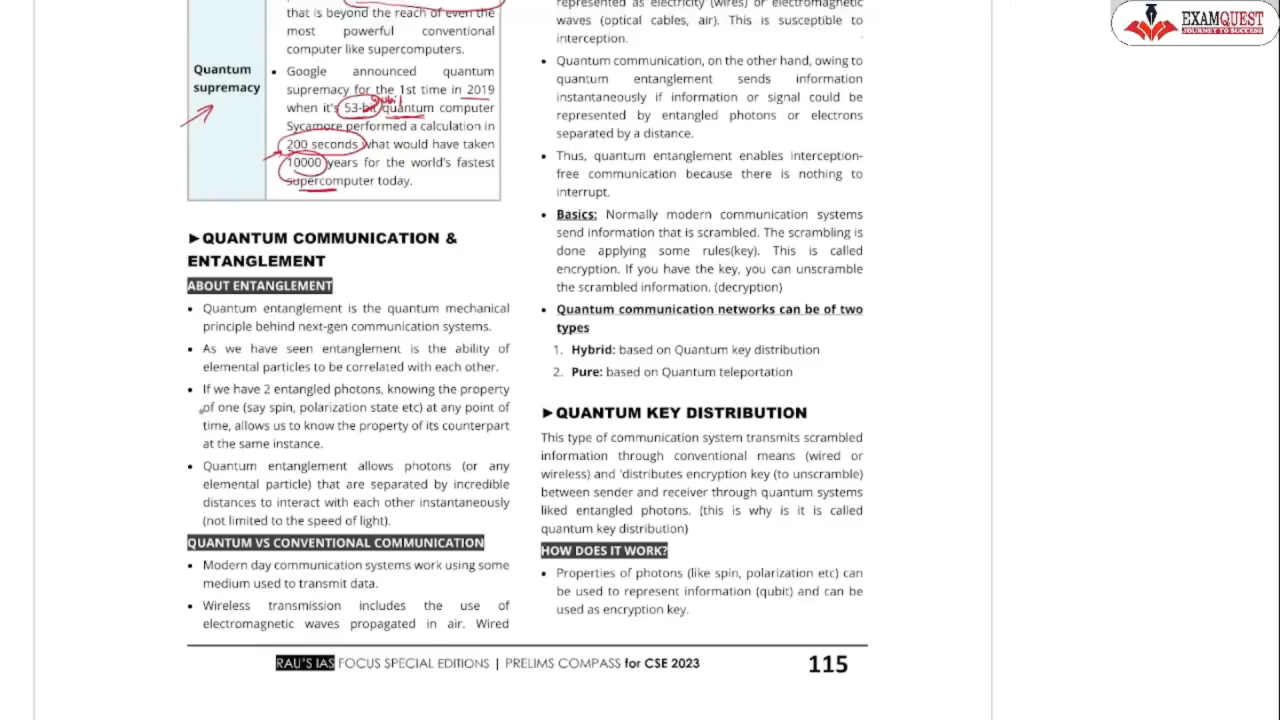 that is beyond the reach of even the
most powerful conventional
computer like supercomputers.
Quantum
supremacy
• Google announced quantum
supremacy for the 1st time in 2019
when it's 53-bit quantum computer
qubit
Sycamore performed a calculation in
200 seconds what would have taken
10000 years for the world's fastest
supercomputer today.
►QUANTUM COMMUNICATION &
ENTANGLEMENT
ABOUT ENTANGLEMENT
• Quantum entanglement is the quantum mechanical
principle behind next-gen communication systems.
• As we have seen entanglement is the ability of
elemental particles to be correlated with each other.
• If we have 2 entangled photons, knowing the property
of one (say spin, polarization state etc) at any point of
time, allows us to know the property of its counterpart
at the same instance.
• Quantum entanglement allows photons (or any
elemental particle) that are separated by incredible
distances to interact with each other instantaneously
(not limited to the speed of light).
QUANTUM VS CONVENTIONAL COMMUNICATION
• Modern day communication systems work using some
medium used to transmit data.
• Wireless transmission includes the use of
electromagnetic waves propagated in air. Wired
represented as electricity (wires) or electromagnetic
waves (optical cables, air). This is susceptible to
interception.
• Quantum communication, on the other hand, owing to
quantum entanglement sends information
instantaneously if information or signal could be
represented by entangled photons or electrons
separated by a distance.
• Thus, quantum entanglement enables interception-
free communication because there is nothing to
interrupt.
• Basics: Normally modern communication systems
send information that is scrambled. The scrambling is
done applying some rules(key). This is called
encryption. If you have the key, you can unscramble
the scrambled information. (decryption)
• Quantum communication networks can be of two
types
1. Hybrid: based on Quantum key distribution
2. Pure: based on Quantum teleportation
►QUANTUM KEY DISTRIBUTION
This type of communication system transmits scrambled
information through conventional means (wired or
wireless) and 'distributes encryption key (to unscramble)
between sender and receiver through quantum systems
liked entangled photons. (this is why is it is called
quantum key distribution)
HOW DOES IT WORK?
• Properties of photons (like spin, polarization etc) can
be used to represent information (qubit) and can be
used as encryption key.
RAU'S IAS FOCUS SPECIAL EDITIONS | PRELIMS COMPASS for CSE 2023
115
EXAMQUEST
JOURNEY TO SUCCESS